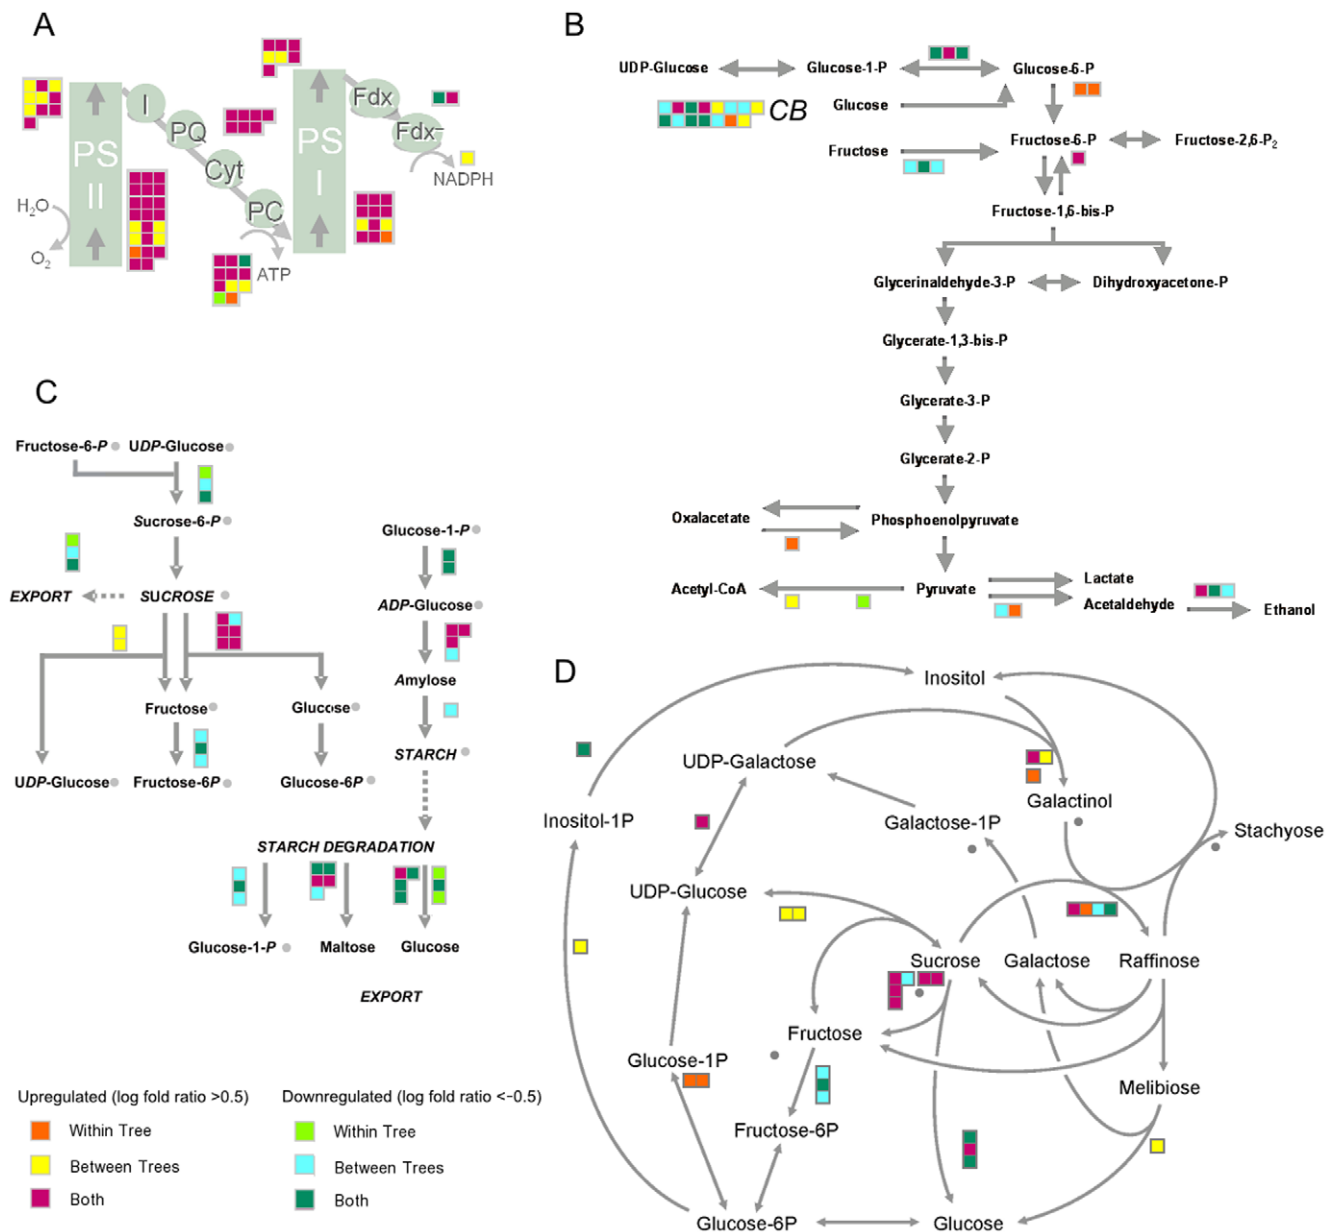 A
PS
II
I
PQ
Cyt
PC
PS
I
Fdx
Fdx–
NADPH
H₂O
O₂
ATP
B
UDP-Glucose
Glucose-1-P
Glucose-6-P
Glucose
CB
Fructose
Fructose-6-P
Fructose-2,6-P₂
Fructose-1,6-bis-P
Glycerinaldehyde-3-P
Dihydroxyacetone-P
Glycerate-1,3-bis-P
Glycerate-3-P
Glycerate-2-P
Oxalacetate
Phosphoenolpyruvate
Acetyl-CoA
Pyruvate
Lactate
Acetaldehyde
Ethanol
C
Fructose-6-P
UDP-Glucose
Sucrose-6-P
Glucose-1-P
EXPORT
SUCROSE
ADP-Glucose
Amylose
Fructose
Glucose
STARCH
UDP-Glucose
Fructose-6P
Glucose-6P
STARCH DEGRADATION
Glucose-1-P
Maltose
Glucose
EXPORT
D
Inositol
UDP-Galactose
Galactinol
Inositol-1P
Galactose-1P
Stachyose
UDP-Glucose
Sucrose
Galactose
Raffinose
Fructose
Glucose-1P
Melibiose
Fructose-6P
Glucose-6P
Glucose
Upregulated (log fold ratio >0.5)
Downregulated (log fold ratio <-0.5)
Within Tree
Within Tree
Between Trees
Between Trees
Both
Both